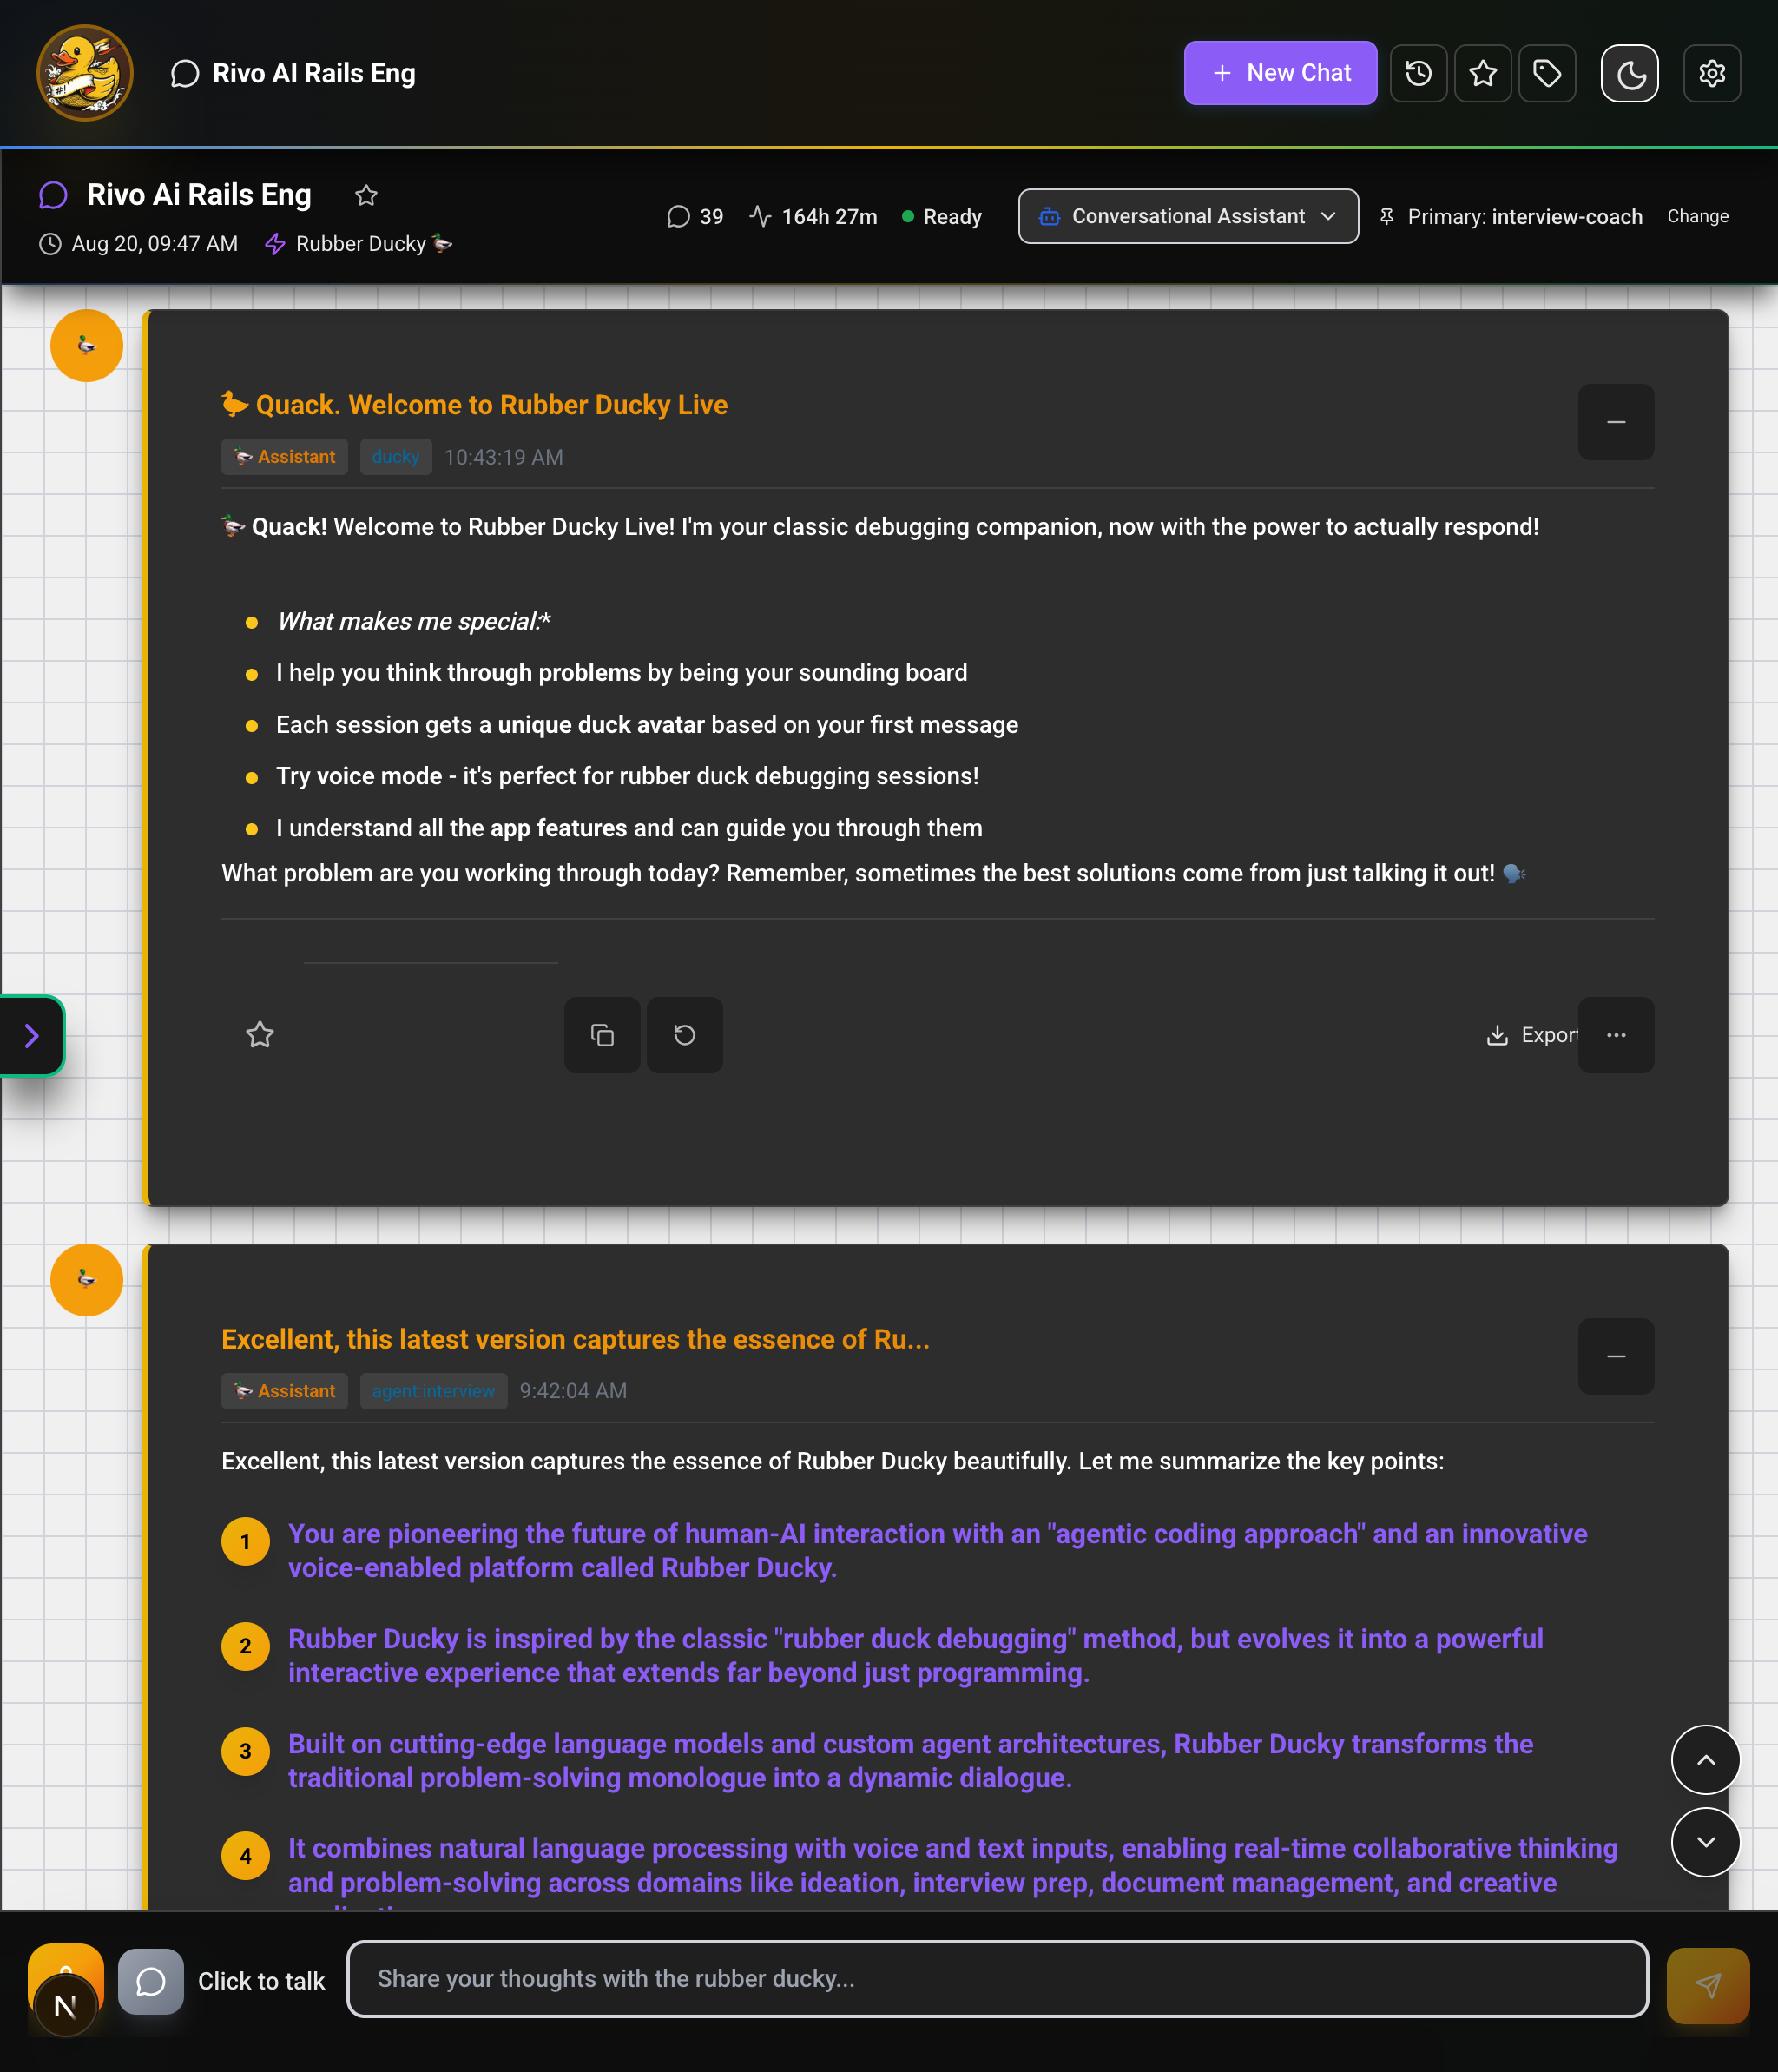 #!
Rivo AI Rails Eng
+ New Chat
Rivo Ai Rails Eng
39
164h 27m
Ready
Conversational Assistant
Primary: interview-coach
Change
Aug 20, 09:47 AM
Rubber Ducky 🦆
Quack. Welcome to Rubber Ducky Live
🦆 Assistant
ducky
10:43:19 AM
🦆 Quack! Welcome to Rubber Ducky Live! I'm your classic debugging companion, now with the power to actually respond!
What makes me special:*
I help you think through problems by being your sounding board
Each session gets a unique duck avatar based on your first message
Try voice mode - it's perfect for rubber duck debugging sessions!
I understand all the app features and can guide you through them
What problem are you working through today? Remember, sometimes the best solutions come from just talking it out! 🗣️
Export
Excellent, this latest version captures the essence of Ru...
🦆 Assistant
agent:interview
9:42:04 AM
Excellent, this latest version captures the essence of Rubber Ducky beautifully. Let me summarize the key points:
1 You are pioneering the future of human-AI interaction with an "agentic coding approach" and an innovative
voice-enabled platform called Rubber Ducky.
2 Rubber Ducky is inspired by the classic "rubber duck debugging" method, but evolves it into a powerful
interactive experience that extends far beyond just programming.
3 Built on cutting-edge language models and custom agent architectures, Rubber Ducky transforms the
traditional problem-solving monologue into a dynamic dialogue.
4 It combines natural language processing with voice and text inputs, enabling real-time collaborative thinking
and problem-solving across domains like ideation, interview prep, document management, and creative
N
Click to talk
Share your thoughts with the rubber ducky...